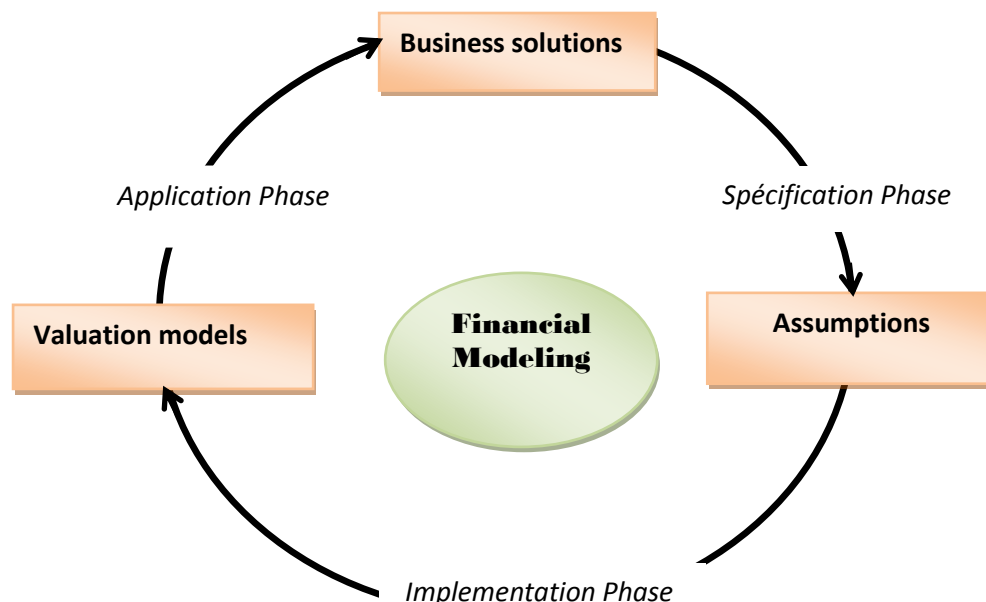 Business solutions
Application Phase
Spécification Phase
Valuation models
Financial
Modeling
Assumptions
Implementation Phase